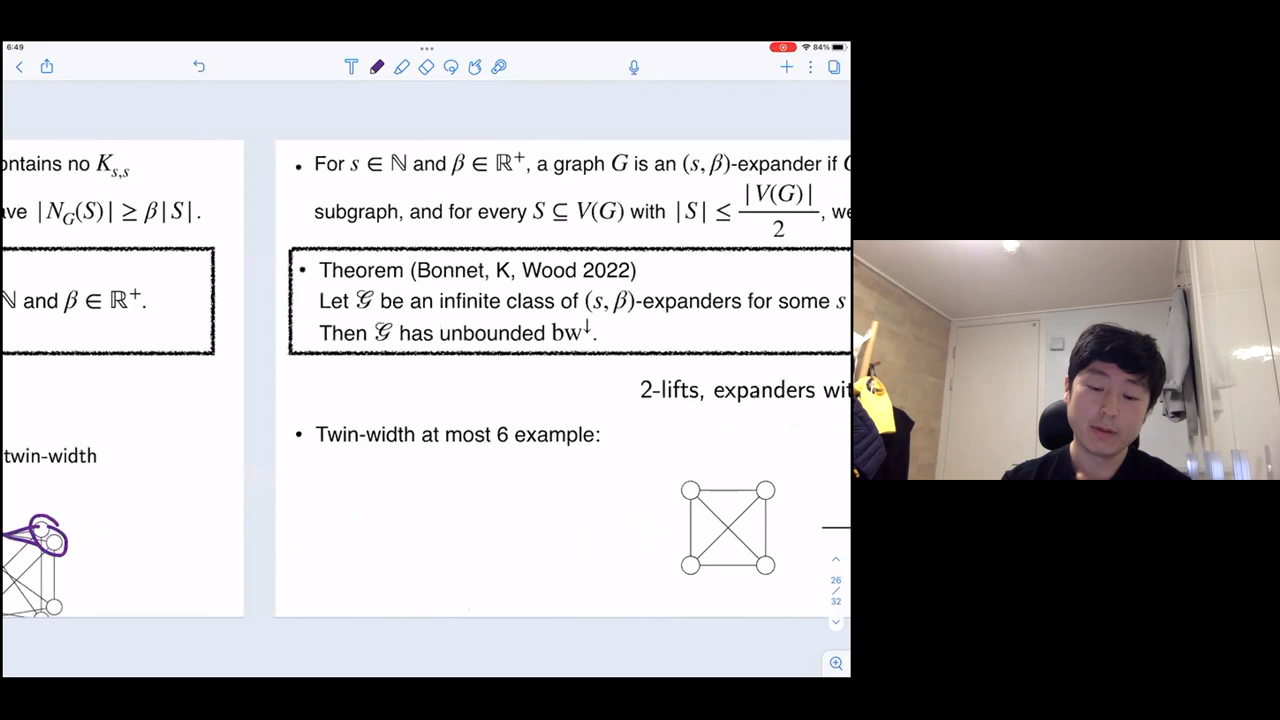 6:49
84%
ontains no K_{s,s}
ave |N_G(S)| ≥ β|S|.
ℕ and β ∈ ℝ⁺.
twin-width
• For s ∈ ℕ and β ∈ ℝ⁺, a graph G is an (s, β)-expander if G
subgraph, and for every S ⊆ V(G) with |S| ≤ |V(G)|/2, we
• Theorem (Bonnet, K, Wood 2022)
Let 𝒢 be an infinite class of (s, β)-expanders for some s
Then 𝒢 has unbounded bw↓.
2-lifts, expanders wit
• Twin-width at most 6 example:
26
/
32